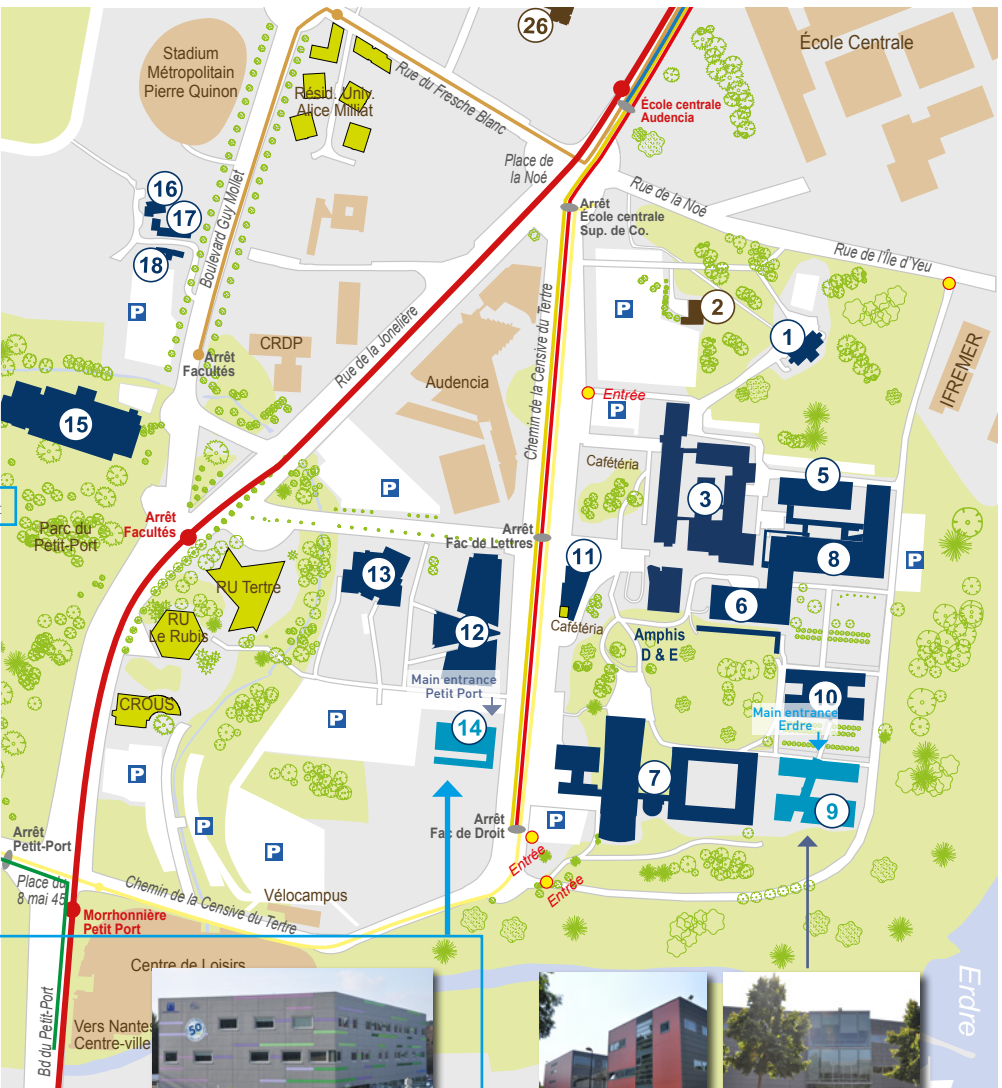 26
École Centrale
Stadium
Métropolitain
Pierre Quinon
Résid. Univ.
Alice Milliat
Rue du Fresche Blanc
École centrale
Audencia
Place de
la Noé
Rue de la Noé
Arrêt
École centrale
Sup. de Co.
Rue de l'Île d'Yeu
16
17
18
Boulevard Guy Mollet
P
P
2
1
CRDP
Arrêt
Facultés
Rue de la Jonelière
Audencia
Chemin de la Censive du Tertre
IFREMER
Entrée
P
15
Cafétéria
3
5
P
Arrêt
Facultés
Parc du
Petit-Port
Arrêt
Fac de Lettres
11
8
P
13
RU Tertre
6
RU
Le Rubis
12
Cafétéria
Amphis
D & E
Main entrance
Petit Port
CROUS
10
Main entrance
Erdre
P
14
P
7
9
P
P
P
Arrêt
Fac de Droit
Entrée
Entrée
Arrêt
Petit-Port
Place du
8 mai 45
Chemin de la Censive du Tertre
Vélocampus
Morrhonnière
Petit Port
Centre de Loisirs
Erdre
Bd du Petit-Port
Vers Nantes
Centre-ville
50